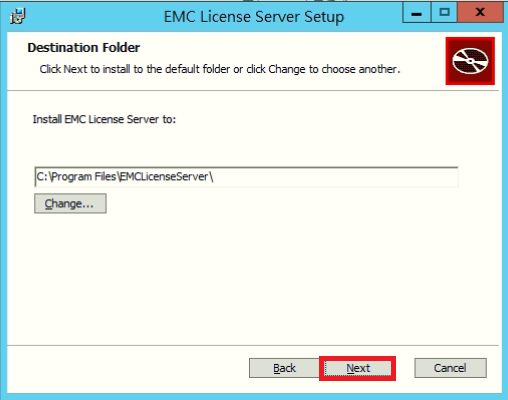 EMC License Server Setup
Destination Folder
Click Next to install to the default folder or click Change to choose another.
Install EMC License Server to:
C:\Program Files\EMCLicenseServer\
Change...
Back Next Cancel